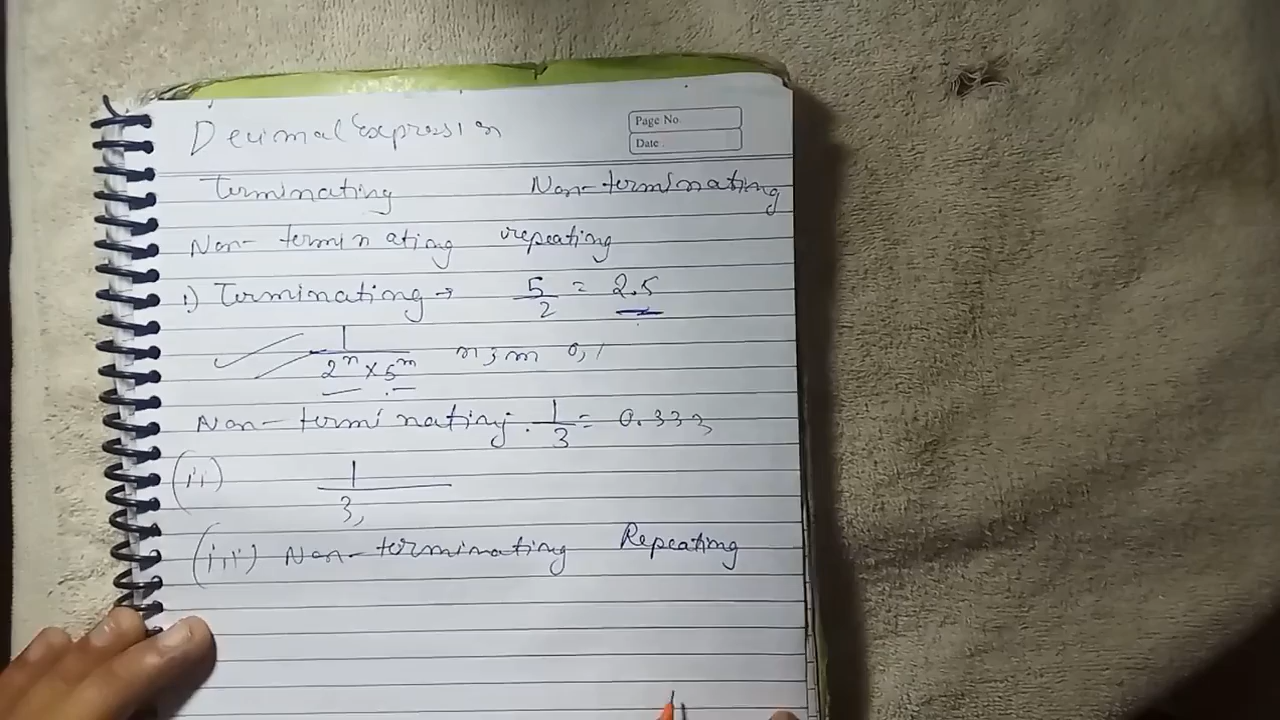 Decimal Expression
Page No.
Date :
Terminating Non-terminating
Non-terminating repeating
i) Terminating → 5/2 = 2.5
1/(2ⁿ × 5ᵐ) n, m 0, 1
Non-terminating. 1/3 = 0.333
(ii) 1/3,
(iii) Non-terminating Repeating